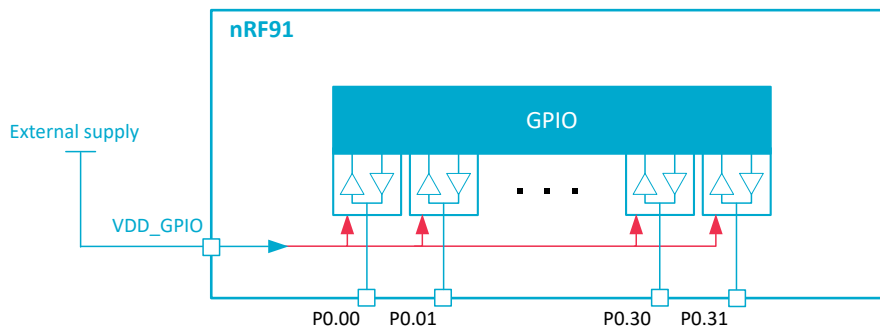 nRF91
GPIO
External supply
VDD_GPIO
P0.00
P0.01
P0.30
P0.31